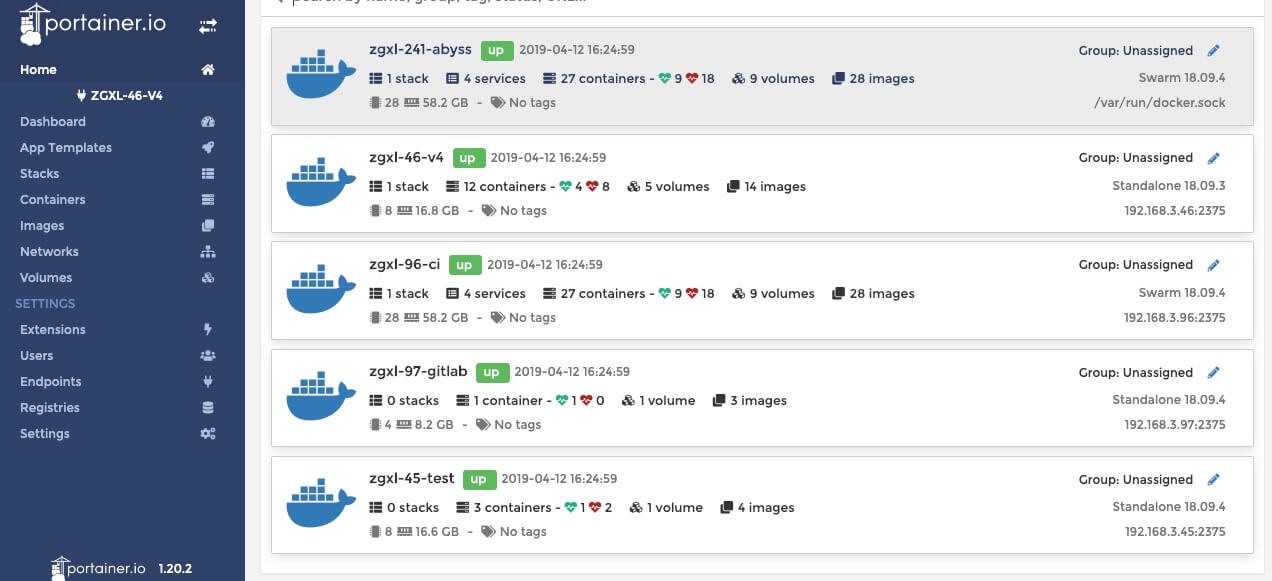 portainer.io
Home
ZGXL-46-V4
Dashboard
App Templates
Stacks
Containers
Images
Networks
Volumes
SETTINGS
Extensions
Users
Endpoints
Registries
Settings
portainer.io 1.20.2
zgxl-241-abyss up 2019-04-12 16:24:59 Group: Unassigned
1 stack 4 services 27 containers - 9 18 9 volumes 28 images Swarm 18.09.4
28 58.2 GB - No tags /var/run/docker.sock
zgxl-46-v4 up 2019-04-12 16:24:59 Group: Unassigned
1 stack 12 containers - 4 8 5 volumes 14 images Standalone 18.09.3
8 16.8 GB - No tags 192.168.3.46:2375
zgxl-96-ci up 2019-04-12 16:24:59 Group: Unassigned
1 stack 4 services 27 containers - 9 18 9 volumes 28 images Swarm 18.09.4
28 58.2 GB - No tags 192.168.3.96:2375
zgxl-97-gitlab up 2019-04-12 16:24:59 Group: Unassigned
0 stacks 1 container - 1 0 1 volume 3 images Standalone 18.09.4
4 8.2 GB - No tags 192.168.3.97:2375
zgxl-45-test up 2019-04-12 16:24:59 Group: Unassigned
0 stacks 3 containers - 1 2 1 volume 4 images Standalone 18.09.4
8 16.6 GB - No tags 192.168.3.45:2375